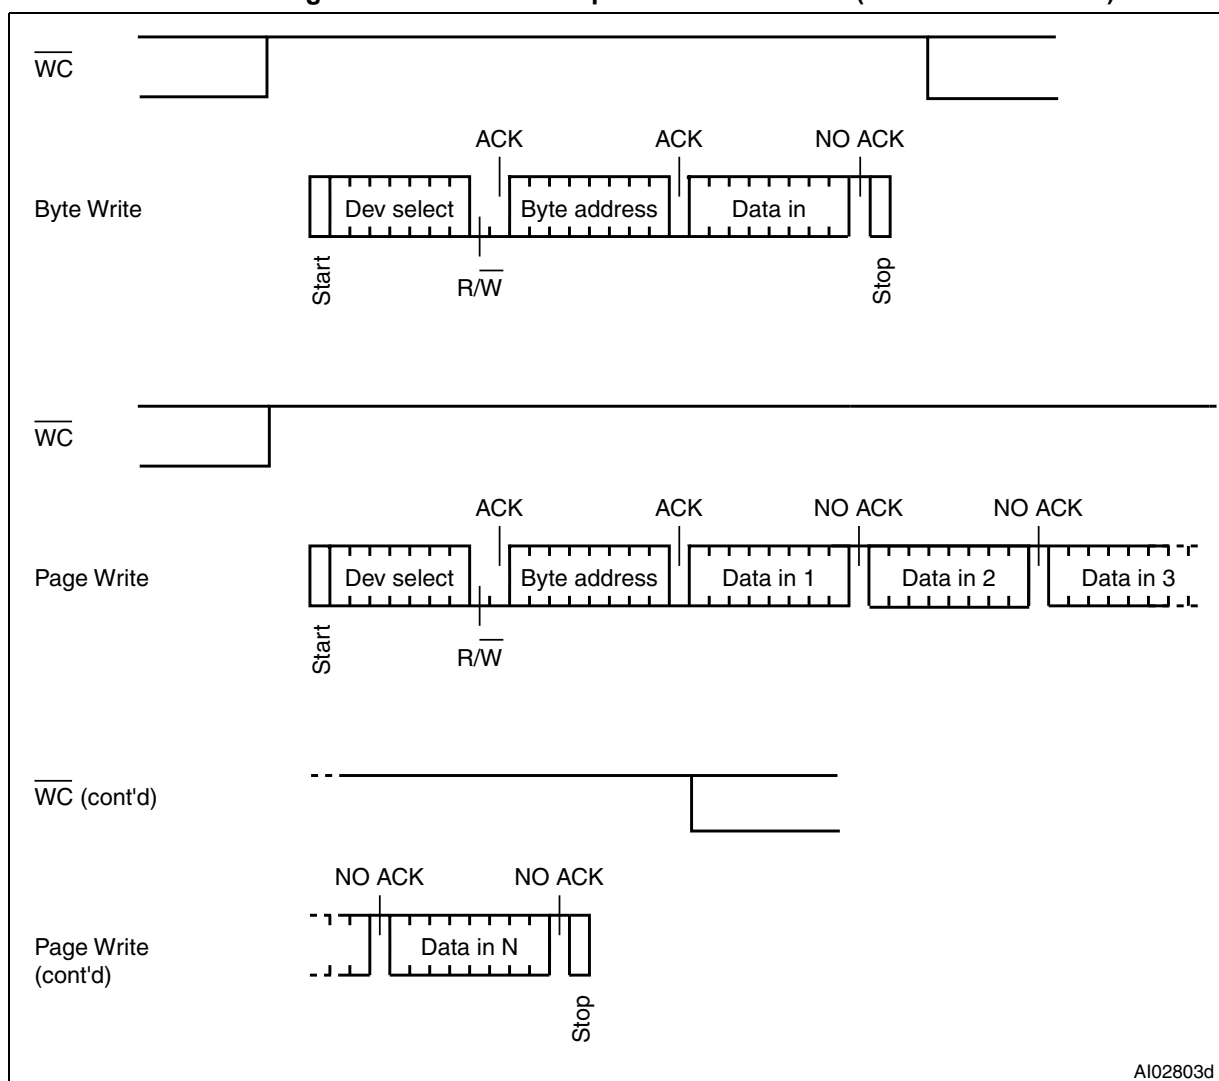 WC
ACK ACK NO ACK
Byte Write Dev select Byte address Data in
Start R/W Stop
WC
ACK ACK NO ACK NO ACK
Page Write Dev select Byte address Data in 1 Data in 2 Data in 3
Start R/W
WC (cont'd)
NO ACK NO ACK
Page Write Data in N
(cont'd)
Stop
AI02803d